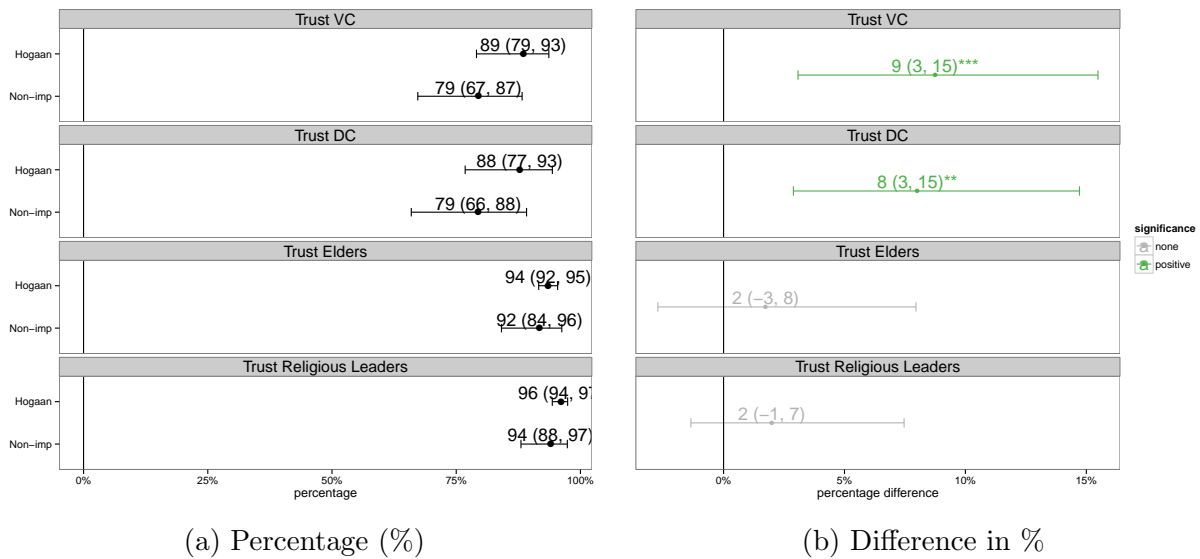 Trust VC
Hogaan
89 (79, 93)
Non−imp
79 (67, 87)
Trust DC
Hogaan
88 (77, 93)
Non−imp
79 (66, 88)
Trust Elders
Hogaan
94 (92, 95)
Non−imp
92 (84, 96)
Trust Religious Leaders
Hogaan
96 (94, 97
Non−imp
94 (88, 97)
0% 25% 50% 75% 100%
percentage
(a) Percentage (%)
Trust VC
9 (3, 15)***
Trust DC
8 (3, 15)**
Trust Elders
2 (−3, 8)
Trust Religious Leaders
2 (−1, 7)
0% 5% 10% 15%
percentage difference
(b) Difference in %
significance
a none
a positive